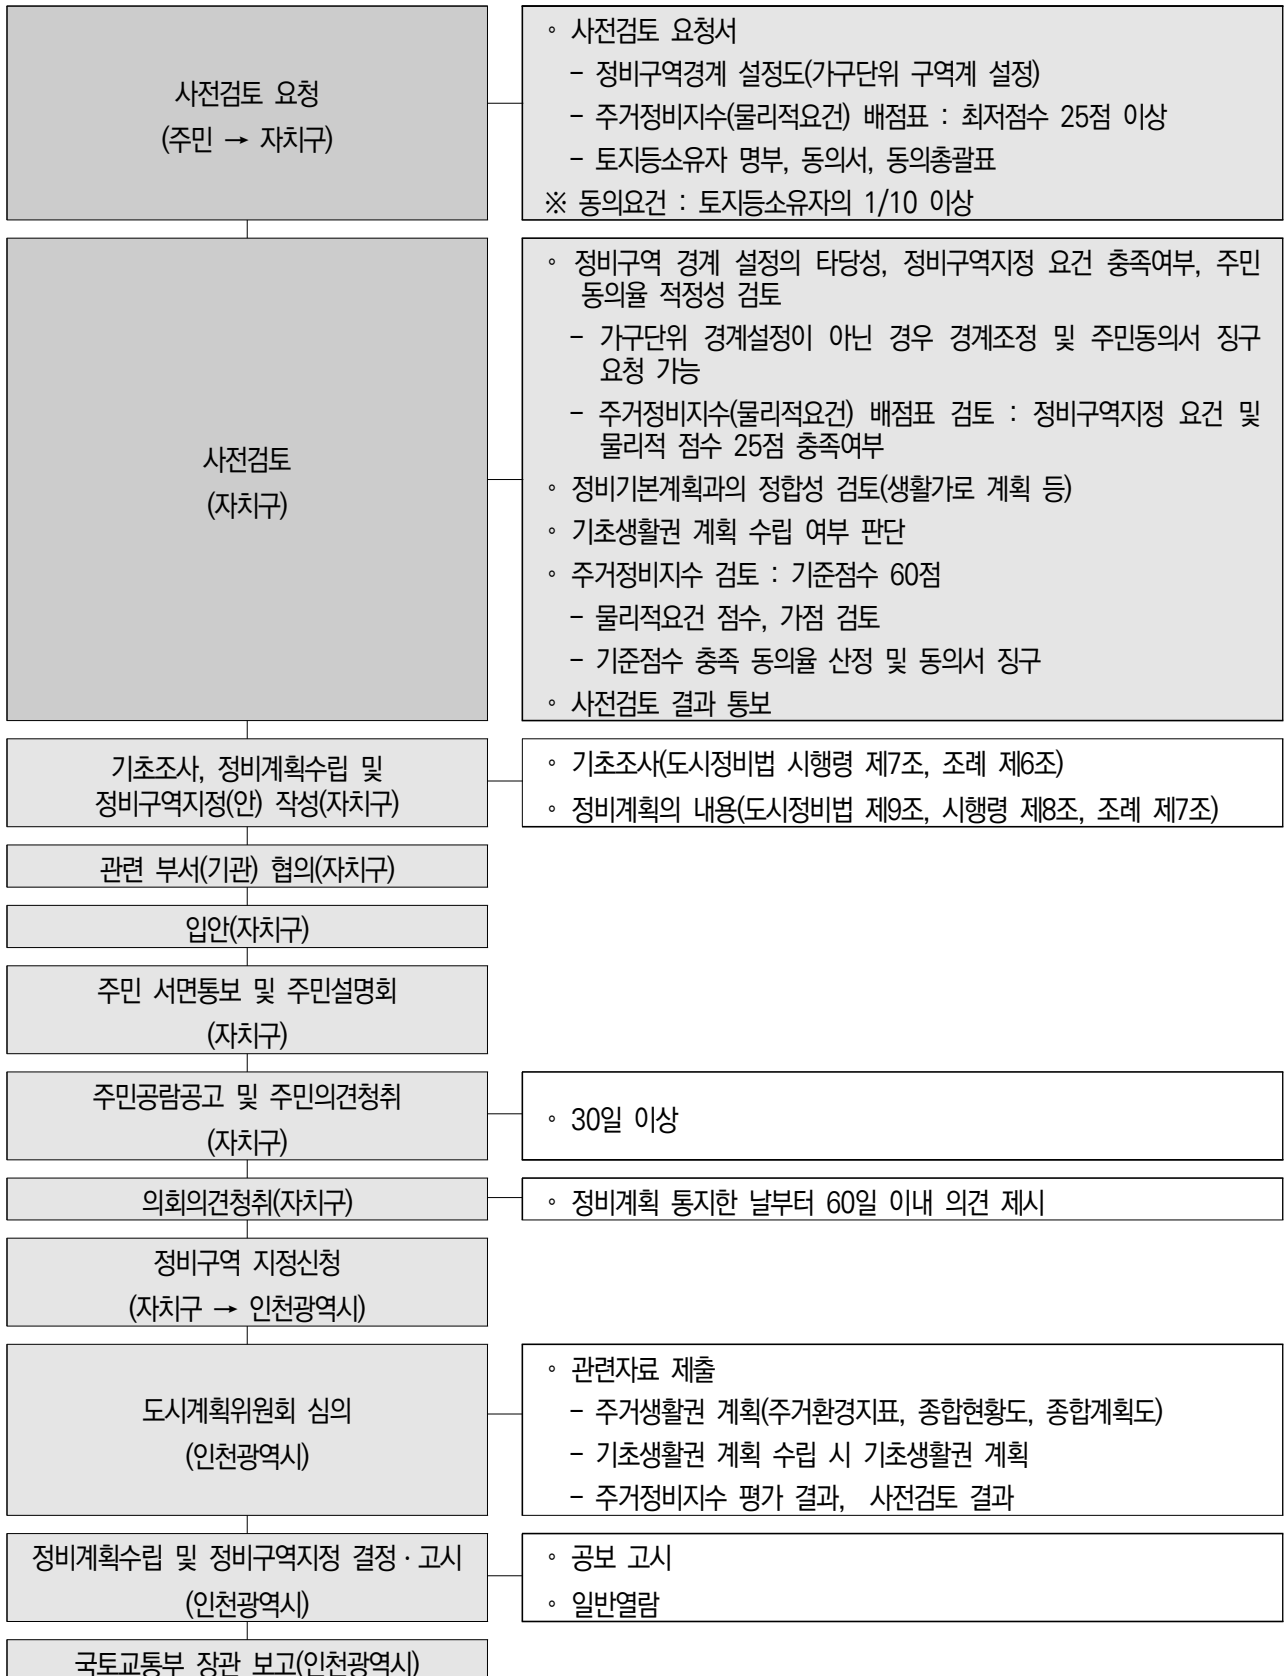 사전검토 요청
(주민 → 자치구)
◦ 사전검토 요청서
- 정비구역경계 설정도(가구단위 구역계 설정)
- 주거정비지수(물리적요건) 배점표 : 최저점수 25점 이상
- 토지등소유자 명부, 동의서, 동의총괄표
※ 동의요건 : 토지등소유자의 1/10 이상
사전검토
(자치구)
◦ 정비구역 경계 설정의 타당성, 정비구역지정 요건 충족여부, 주민
동의율 적정성 검토
- 가구단위 경계설정이 아닌 경우 경계조정 및 주민동의서 징구
요청 가능
- 주거정비지수(물리적요건) 배점표 검토 : 정비구역지정 요건 및
물리적 점수 25점 충족여부
◦ 정비기본계획과의 정합성 검토(생활가로 계획 등)
◦ 기초생활권 계획 수립 여부 판단
◦ 주거정비지수 검토 : 기준점수 60점
- 물리적요건 점수, 가점 검토
- 기준점수 충족 동의율 산정 및 동의서 징구
◦ 사전검토 결과 통보
기초조사, 정비계획수립 및
정비구역지정(안) 작성(자치구)
◦ 기초조사(도시정비법 시행령 제7조, 조례 제6조)
◦ 정비계획의 내용(도시정비법 제9조, 시행령 제8조, 조례 제7조)
관련 부서(기관) 협의(자치구)
입안(자치구)
주민 서면통보 및 주민설명회
(자치구)
주민공람공고 및 주민의견청취
(자치구)
◦ 30일 이상
의회의견청취(자치구)
◦ 정비계획 통지한 날부터 60일 이내 의견 제시
정비구역 지정신청
(자치구 → 인천광역시)
도시계획위원회 심의
(인천광역시)
◦ 관련자료 제출
- 주거생활권 계획(주거환경지표, 종합현황도, 종합계획도)
- 기초생활권 계획 수립 시 기초생활권 계획
- 주거정비지수 평가 결과, 사전검토 결과
정비계획수립 및 정비구역지정 결정·고시
(인천광역시)
◦ 공보 고시
◦ 일반열람
국토교통부 장관 보고(인천광역시)